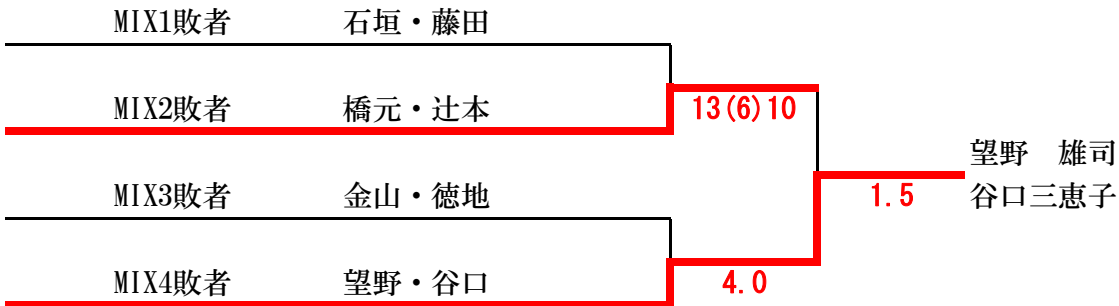 MIX1敗者 石垣・藤田
MIX2敗者 橋元・辻本 13(6)10
望野 雄司
MIX3敗者 金山・徳地 1.5 谷口三恵子
MIX4敗者 望野・谷口 4.0